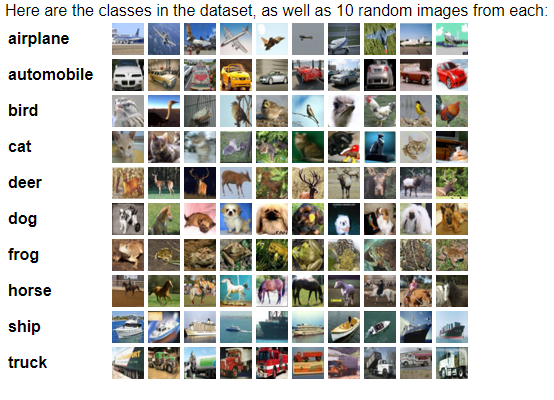 Here are the classes in the dataset, as well as 10 random images from each:
airplane
automobile
bird
cat
deer
dog
frog
horse
ship
truck